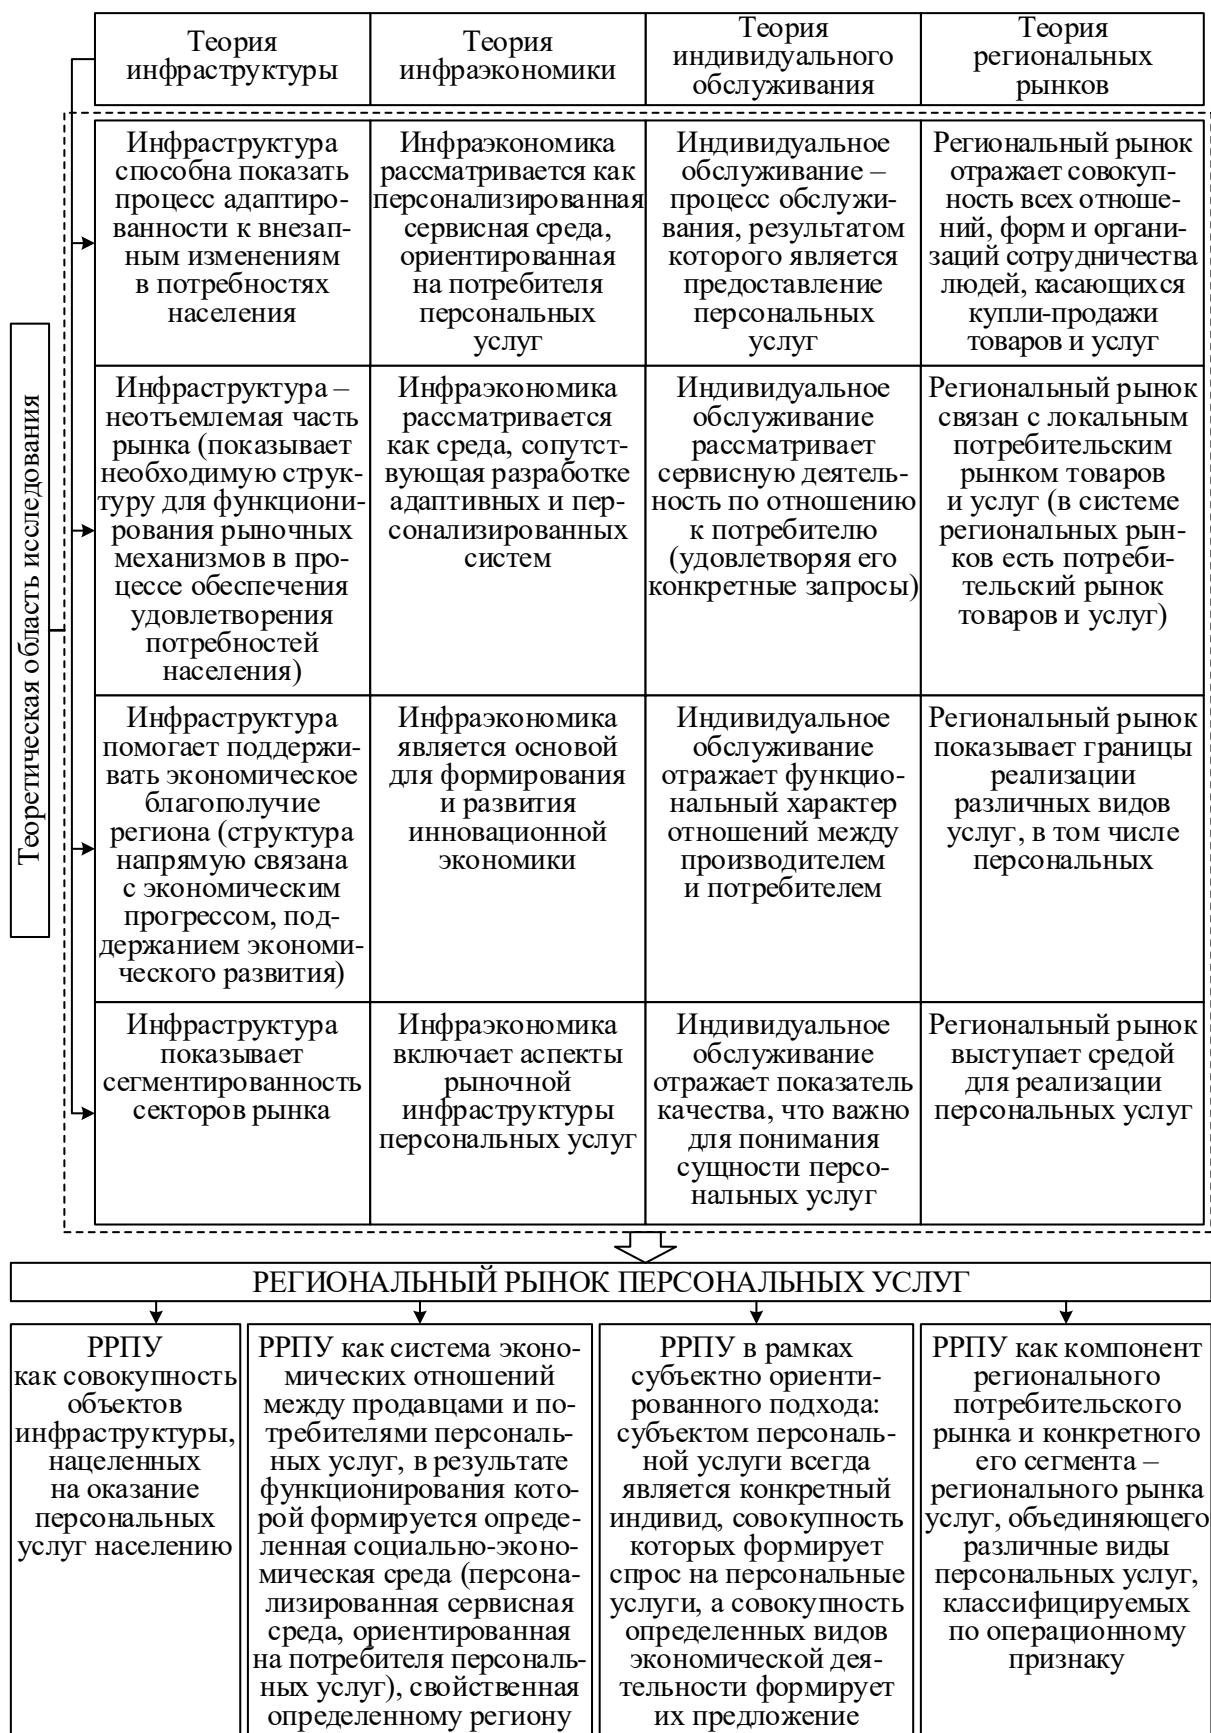 Теория
инфраструктуры
Теория
инфраэкономики
Теория
индивидуального
обслуживания
Теория
региональных
рынков
Теоретическая область исследования
Инфраструктура
способна показать
процесс адаптиро-
ванности к внезап-
ным изменениям
в потребностях
населения
Инфраэкономика
рассматривается как
персонализированная
сервисная среда,
ориентированная
на потребителя
персональных
услуг
Индивидуальное
обслуживание –
процесс обслужи-
вания, результатом
которого является
предоставление
персональных
услуг
Региональный рынок
отражает совокуп-
ность всех отноше-
ний, форм и органи-
заций сотрудничества
людей, касающихся
купли-продажи
товаров и услуг
Инфраструктура –
неотъемлемая часть
рынка (показывает
необходимую струк-
туру для функциони-
рования рыночных
механизмов в про-
цессе обеспечения
удовлетворения
потребностей
населения)
Инфраэкономика
рассматривается
как среда, сопутст-
вующая разработке
адаптивных и пер-
сонализированных
систем
Индивидуальное
обслуживание
рассматривает
сервисную деятель-
ность по отношению
к потребителю
(удовлетворяя его
конкретные запросы)
Региональный рынок
связан с локальным
потребительским
рынком товаров
и услуг (в системе
региональных рын-
ков есть потреби-
тельский рынок
товаров и услуг)
Инфраструктура
помогает поддержи-
вать экономическое
благополучие
региона (структура
напрямую связана
с экономическим
прогрессом, под-
держанием экономи-
ческого развития)
Инфраэкономика
является основой
для формирования
и развития
инновационной
экономики
Индивидуальное
обслуживание
отражает функцио-
нальный характер
отношений между
производителем
и потребителем
Региональный рынок
показывает границы
реализации
различных видов
услуг, в том числе
персональных
Инфраструктура
показывает
сегментированность
секторов рынка
Инфраэкономика
включает аспекты
рыночной
инфраструктуры
персональных услуг
Индивидуальное
обслуживание
отражает показатель
качества, что важно
для понимания
сущности персо-
нальных услуг
Региональный рынок
выступает средой
для реализации
персональных услуг
РЕГИОНАЛЬНЫЙ РЫНОК ПЕРСОНАЛЬНЫХ УСЛУГ
РРПУ
как совокупность
объектов
инфраструктуры,
нацеленных
на оказание
персональных
услуг населению
РРПУ как система эконо-
мических отношений
между продавцами и по-
требителями персональ-
ных услуг, в результате
функционирования кото-
рой формируется опреде-
ленная социально-эконо-
мическая среда (персона-
лизированная сервисная
среда, ориентированная
на потребителя персональ-
ных услуг), свойственная
определенному региону
РРПУ в рамках
субъектно ориенти-
рованного подхода:
субъектом персональ-
ной услуги всегда
является конкретный
индивид, совокупность
которых формирует
спрос на персональные
услуги, а совокупность
определенных видов
экономической дея-
тельности формирует
их предложение
РРПУ как компонент
регионального
потребительского
рынка и конкретного
его сегмента –
регионального рынка
услуг, объединяющего
различные виды
персональных услуг,
классифицируемых
по операционному
признаку